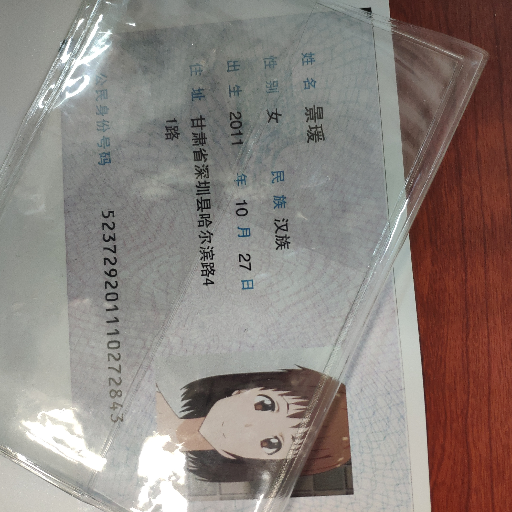 姓名 景瑗
性别 女 民族 汉族
出生 2011 年 10 月 27 日
住址 甘肃省深圳县哈尔滨路4
1路
公民身份号码 523729201110272843